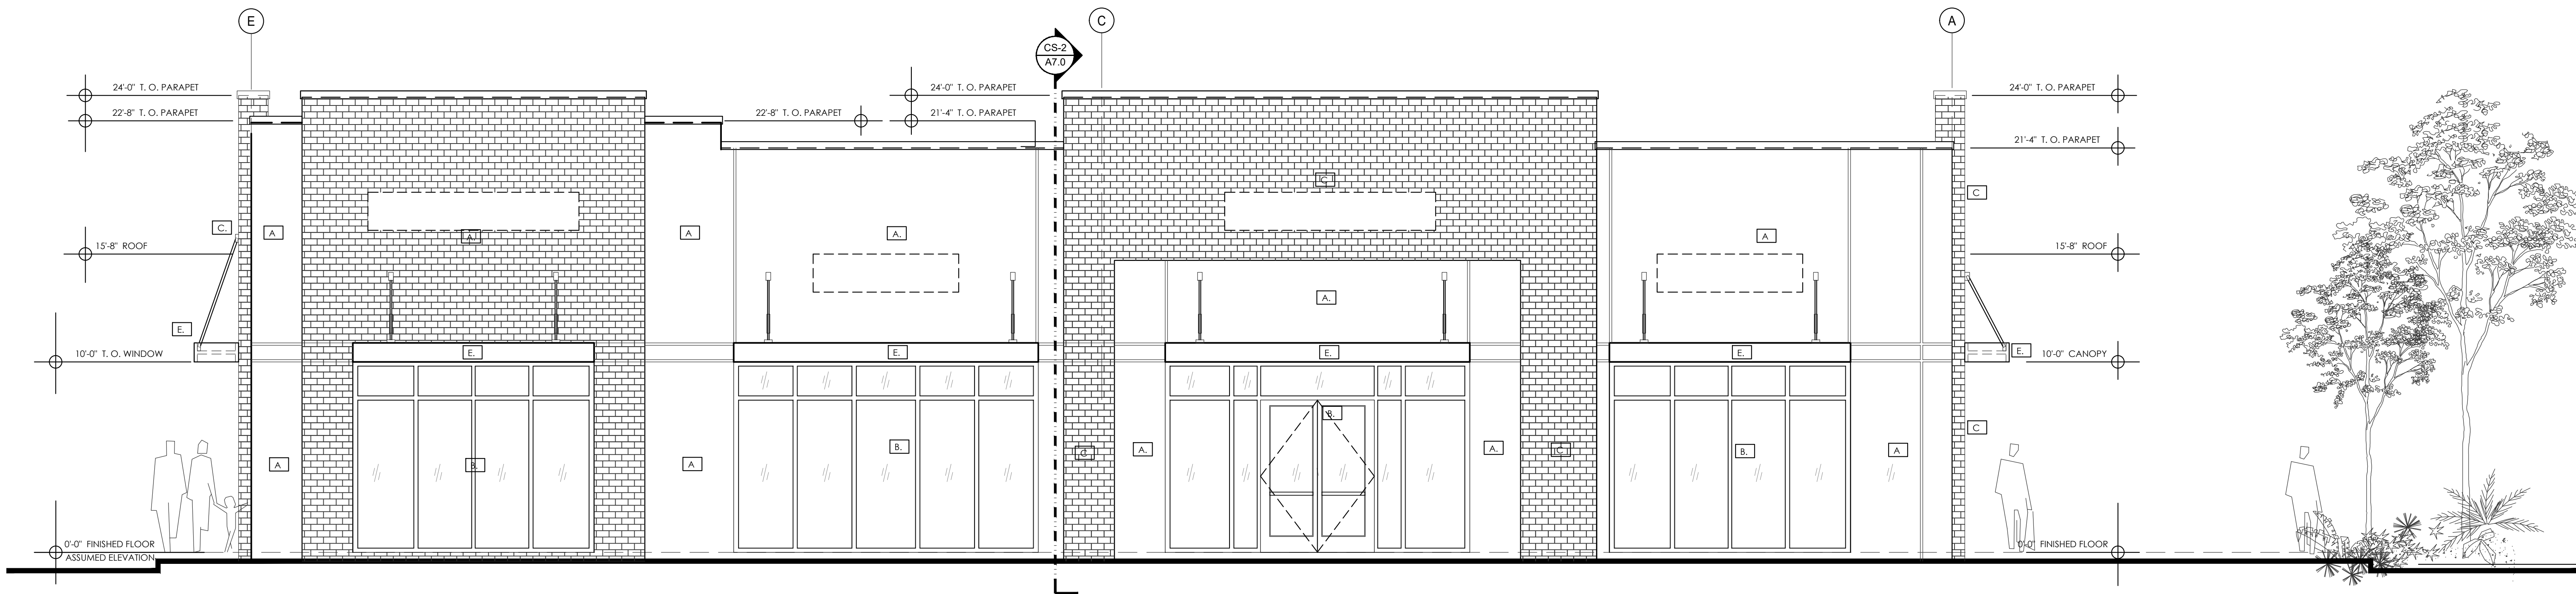 E
C
A
CS-2
A7.0
24'-0" T. O. PARAPET
22'-8" T. O. PARAPET
22'-8" T. O. PARAPET
24'-0" T. O. PARAPET
21'-4" T. O. PARAPET
24'-0" T. O. PARAPET
21'-4" T. O. PARAPET
C
C
C.
A
A.
A
A.
A
15'-8" ROOF
15'-8" ROOF
A.
E.
10'-0" T. O. WINDOW
E.
E.
E.
E.
E.
10'-0" CANOPY
B.
C
A
B.
A
B.
C
A.
A.
C
B.
A
0'-0" FINISHED FLOOR
ASSUMED ELEVATION
0'-0" FINISHED FLOOR